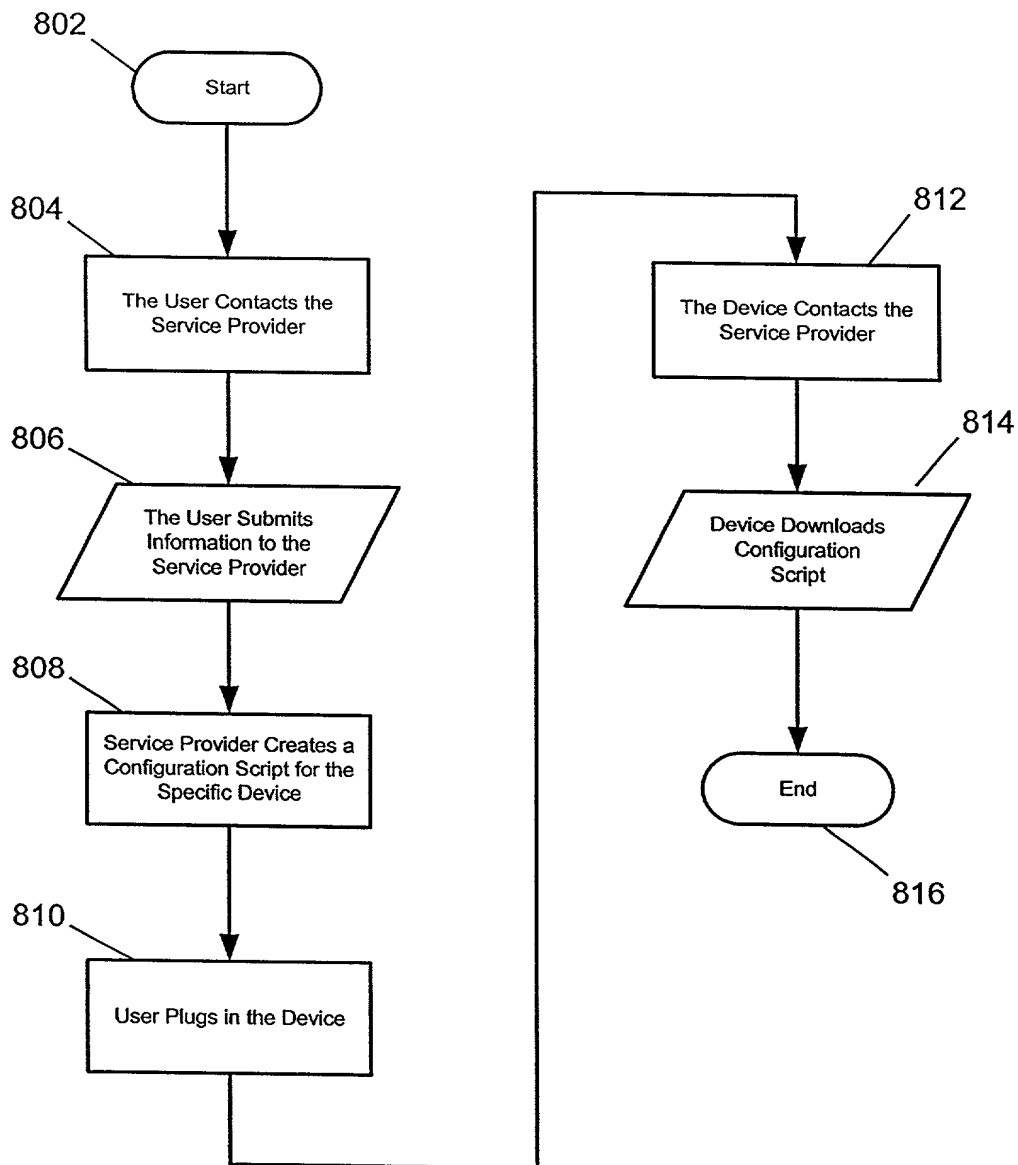 802
Start
804
The User Contacts the
Service Provider
806
The User Submits
Information to the
Service Provider
808
Service Provider Creates a
Configuration Script for the
Specific Device
810
User Plugs in the Device
812
The Device Contacts the
Service Provider
814
Device Downloads
Configuration
Script
End
816